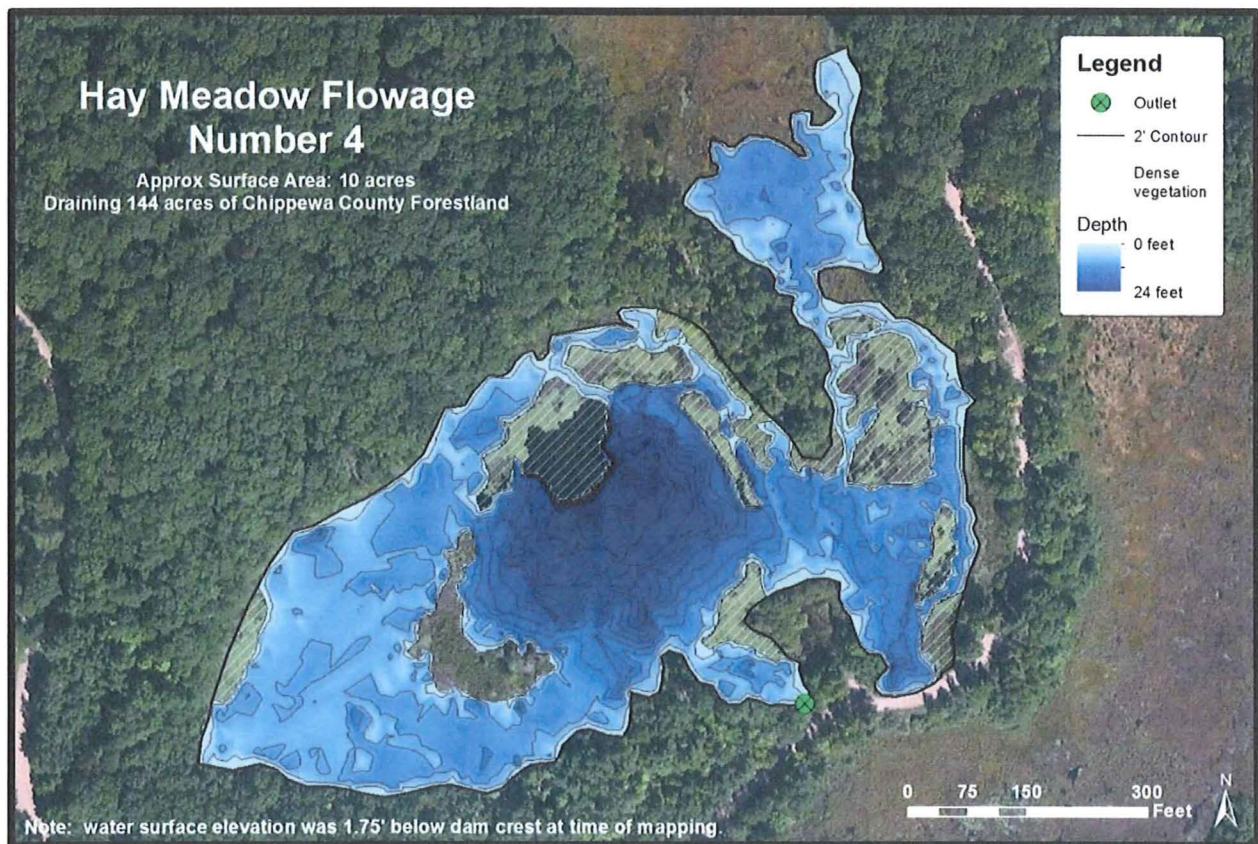 Hay Meadow Flowage
Number 4
Approx Surface Area: 10 acres
Draining 144 acres of Chippewa County Forestland
Legend
Outlet
2' Contour
Dense
vegetation
Depth
0 feet
24 feet
0 75 150 300
Feet
N
Note: water surface elevation was 1.75' below dam crest at time of mapping.